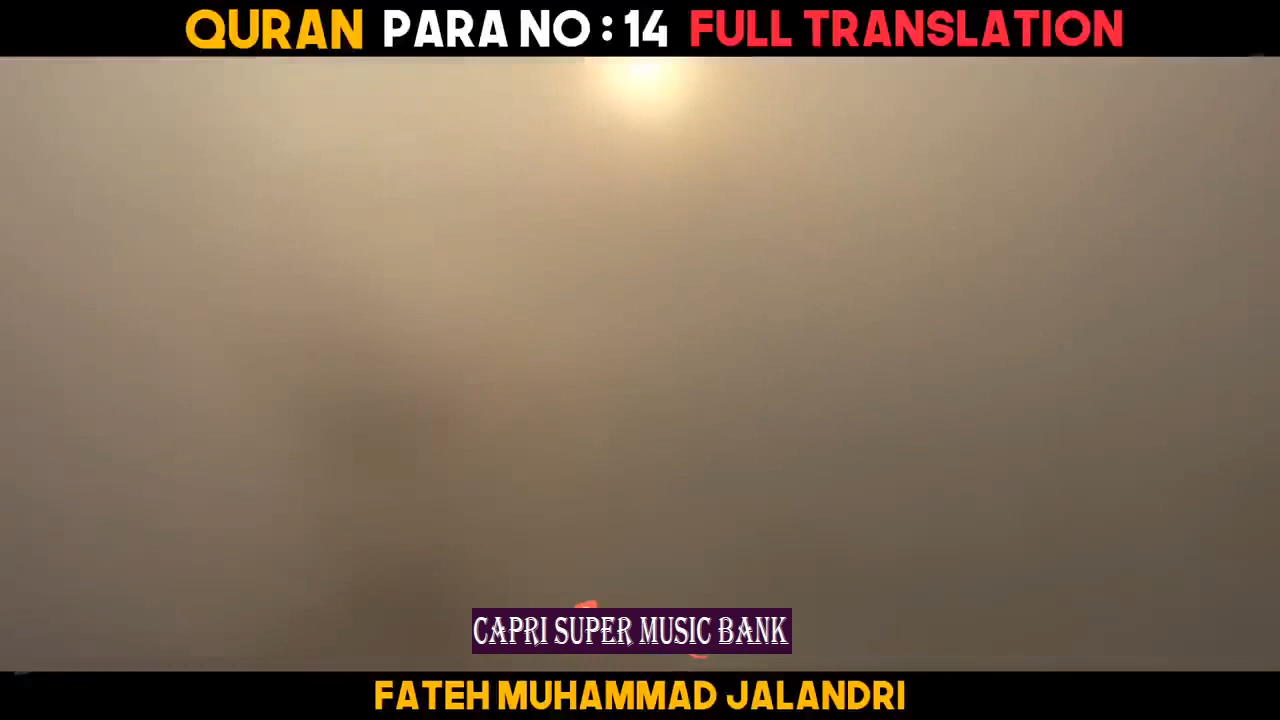 QURAN PARA NO : 14 FULL TRANSLATION
CAPRI SUPER MUSIC BANK
FATEH MUHAMMAD JALANDRI